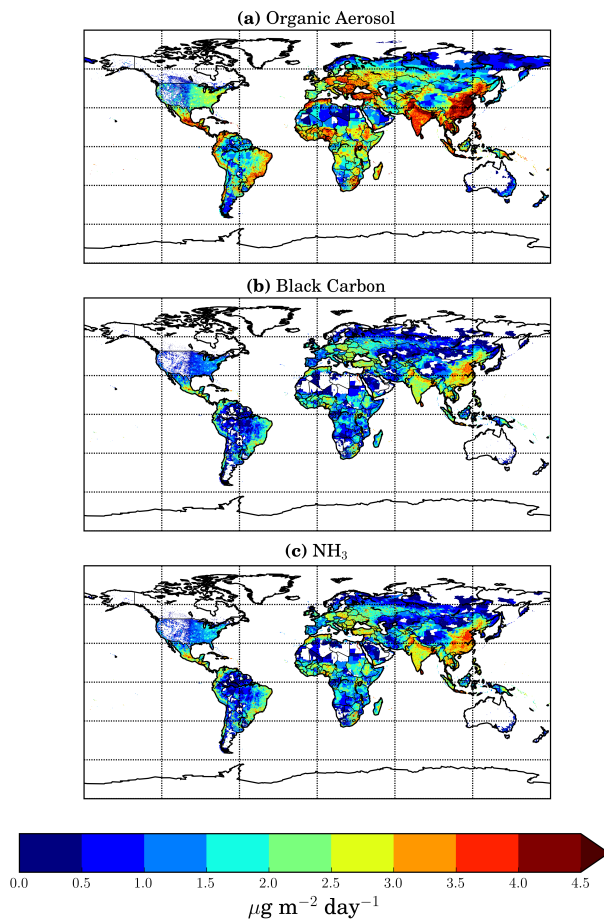 (a) Organic Aerosol
(b) Black Carbon
(c) NH₃
0.0 0.5 1.0 1.5 2.0 2.5 3.0 3.5 4.0 4.5
μg m⁻² day⁻¹